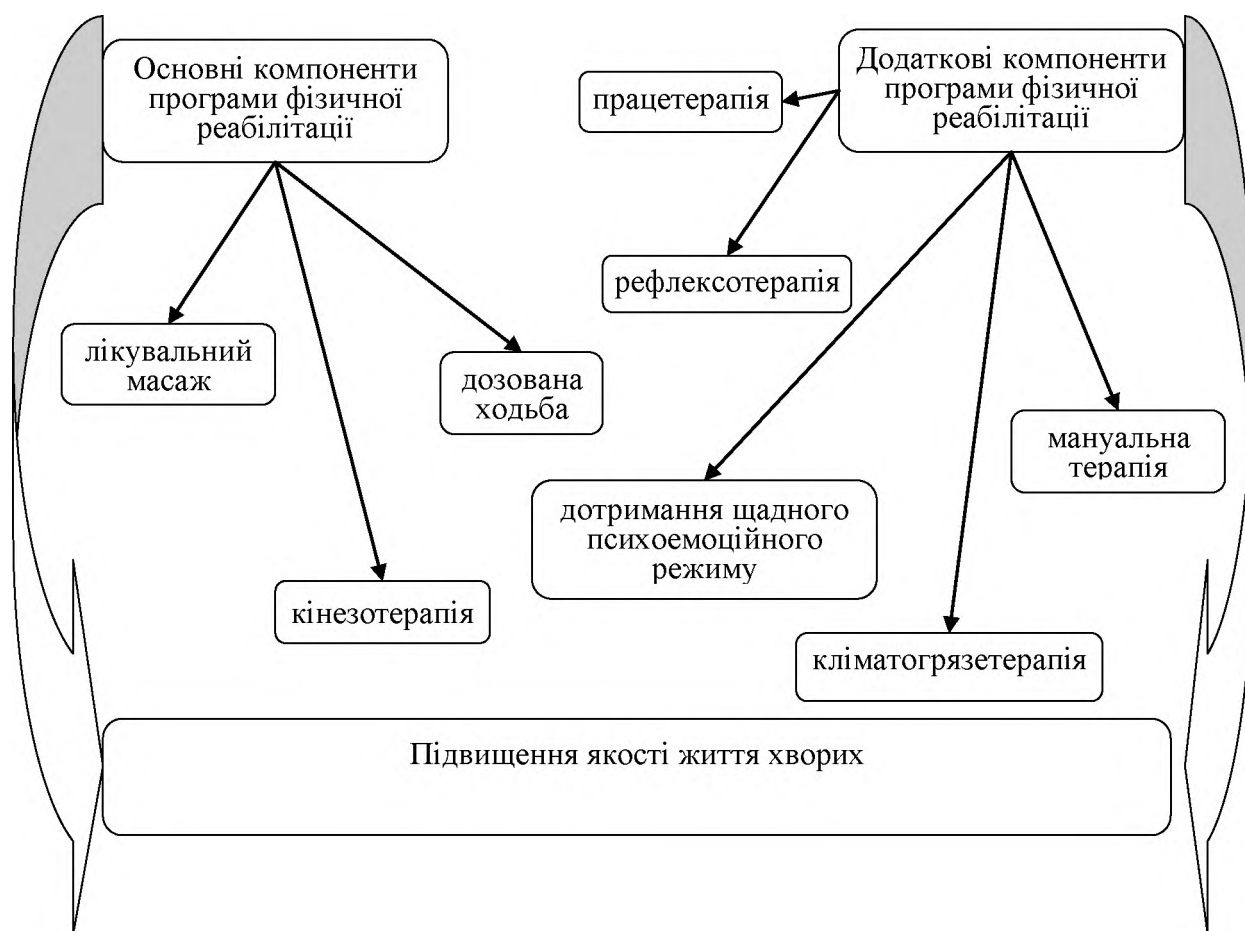 Основні компоненти
програми фізичної
реабілітації
Додаткові компоненти
програми фізичної
реабілітації
працетерапія
рефлексотерапія
лікувальний
масаж
дозована
ходьба
мануальна
терапія
дотримання щадного
психоемоційного
режиму
кінезотерапія
кліматогрязетерапія
Підвищення якості життя хворих